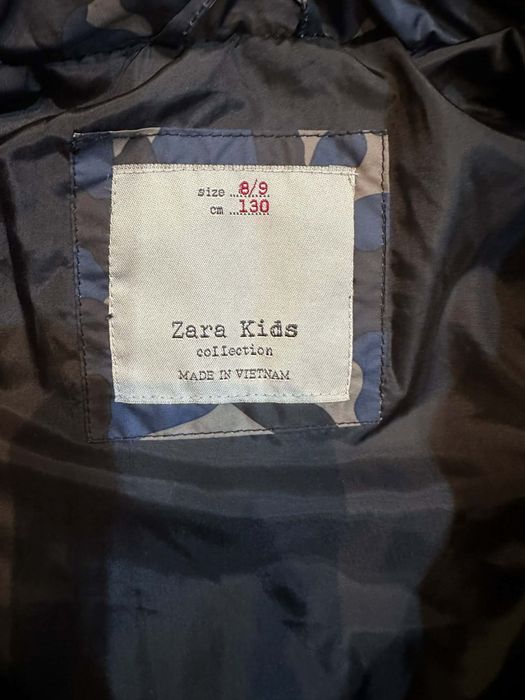 size 8/9
cm 130
Zara Kids
collection
MADE IN VIETNAM